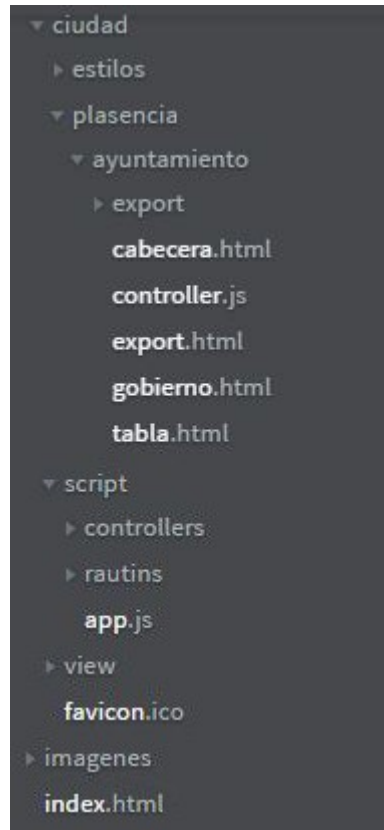 ciudad
estilos
plasencia
ayuntamiento
export
cabecera.html
controller.js
export.html
gobierno.html
tabla.html
script
controllers
rautins
app.js
view
favicon.ico
imagenes
index.html